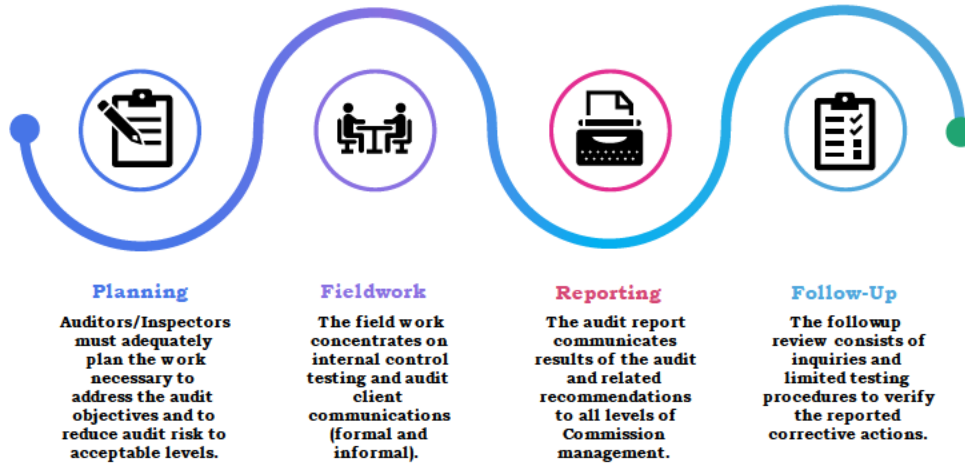 Planning
Auditors/Inspectors
must adequately
plan the work
necessary to
address the audit
objectives and to
reduce audit risk to
acceptable levels.
Fieldwork
The field work
concentrates on
internal control
testing and audit
client
communications
(formal and
informal).
Reporting
The audit report
communicates
results of the audit
and related
recommendations
to all levels of
Commission
management.
Follow-Up
The followup
review consists of
inquiries and
limited testing
procedures to verify
the reported
corrective actions.